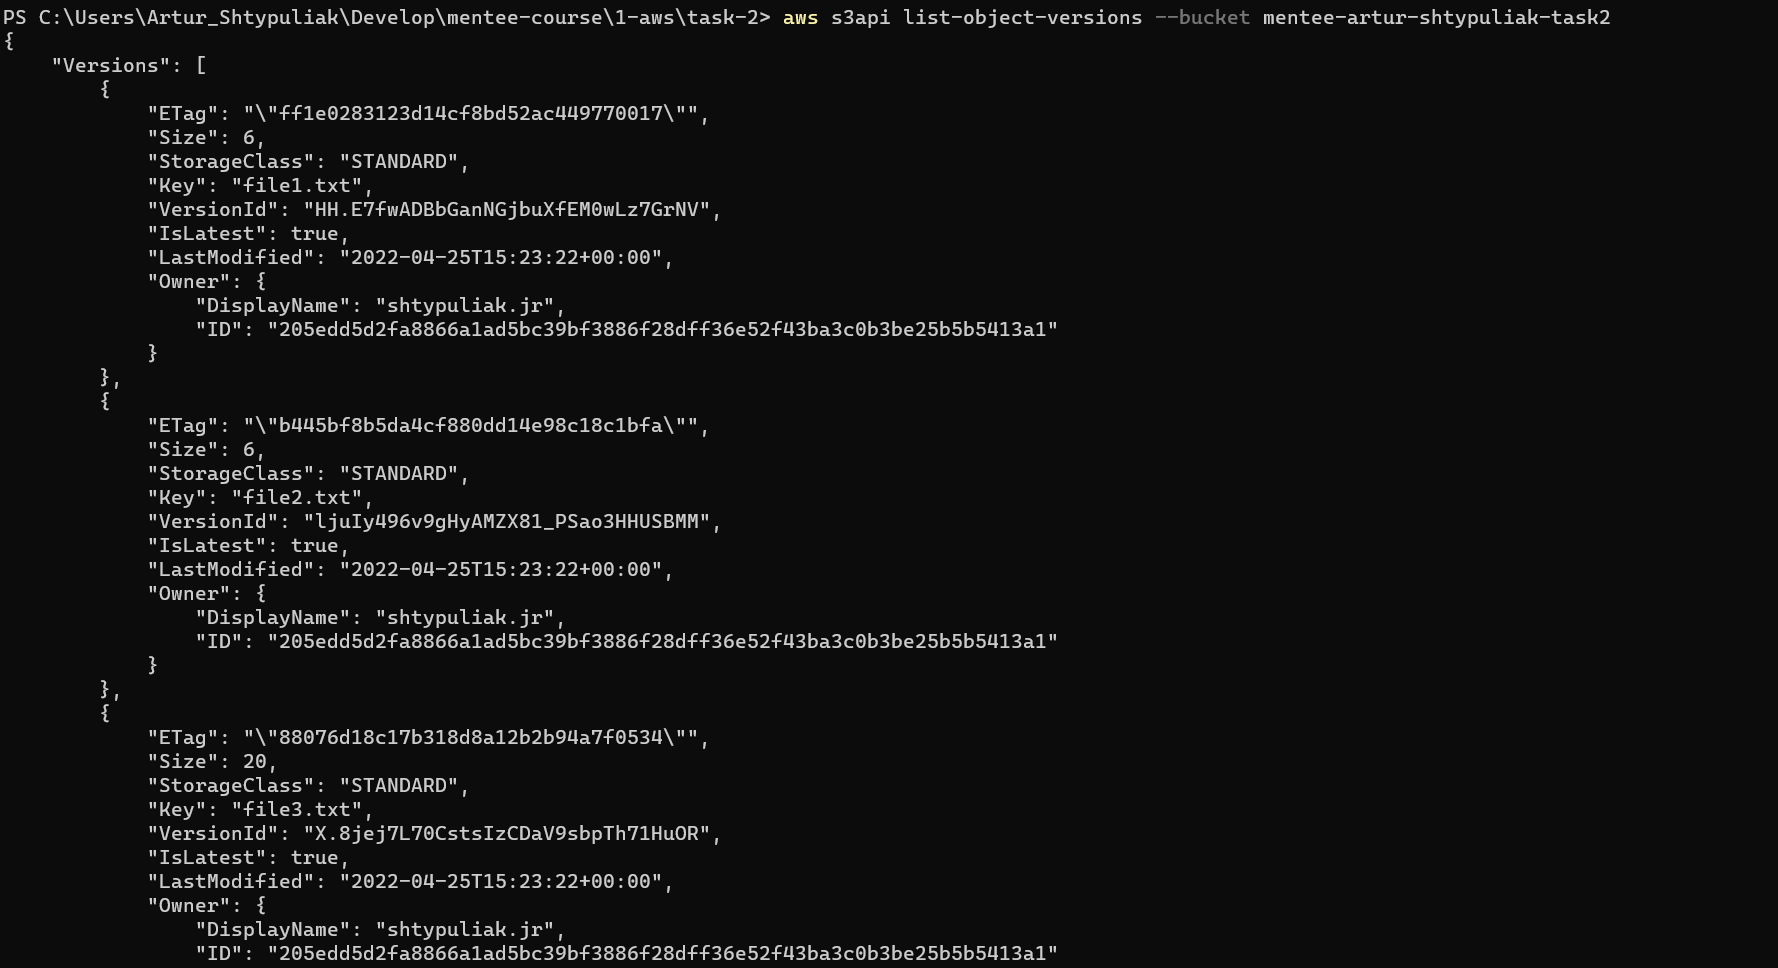 PS C:\Users\Artur_Shtypuliak\Develop\mentee-course\1-aws\task-2> aws s3api list-object-versions --bucket mentee-artur-shtypuliak-task2
{
    "Versions": [
        {
            "ETag": "\"ff1e0283123d14cf8bd52ac449770017\"",
            "Size": 6,
            "StorageClass": "STANDARD",
            "Key": "file1.txt",
            "VersionId": "HH.E7fwADBbGanNGjbuXfEM0wLz7GrNV",
            "IsLatest": true,
            "LastModified": "2022-04-25T15:23:22+00:00",
            "Owner": {
                "DisplayName": "shtypuliak.jr",
                "ID": "205edd5d2fa8866a1ad5bc39bf3886f28dff36e52f43ba3c0b3be25b5b5413a1"
            }
        },
        {
            "ETag": "\"b445bf8b5da4cf880dd14e98c18c1bfa\"",
            "Size": 6,
            "StorageClass": "STANDARD",
            "Key": "file2.txt",
            "VersionId": "ljuIy496v9gHyAMZX81_PSao3HHUSBMM",
            "IsLatest": true,
            "LastModified": "2022-04-25T15:23:22+00:00",
            "Owner": {
                "DisplayName": "shtypuliak.jr",
                "ID": "205edd5d2fa8866a1ad5bc39bf3886f28dff36e52f43ba3c0b3be25b5b5413a1"
            }
        },
        {
            "ETag": "\"88076d18c17b318d8a12b2b94a7f0534\"",
            "Size": 20,
            "StorageClass": "STANDARD",
            "Key": "file3.txt",
            "VersionId": "X.8jej7L70CstsIzCDaV9sbpTh71HuOR",
            "IsLatest": true,
            "LastModified": "2022-04-25T15:23:22+00:00",
            "Owner": {
                "DisplayName": "shtypuliak.jr",
                "ID": "205edd5d2fa8866a1ad5bc39bf3886f28dff36e52f43ba3c0b3be25b5b5413a1"